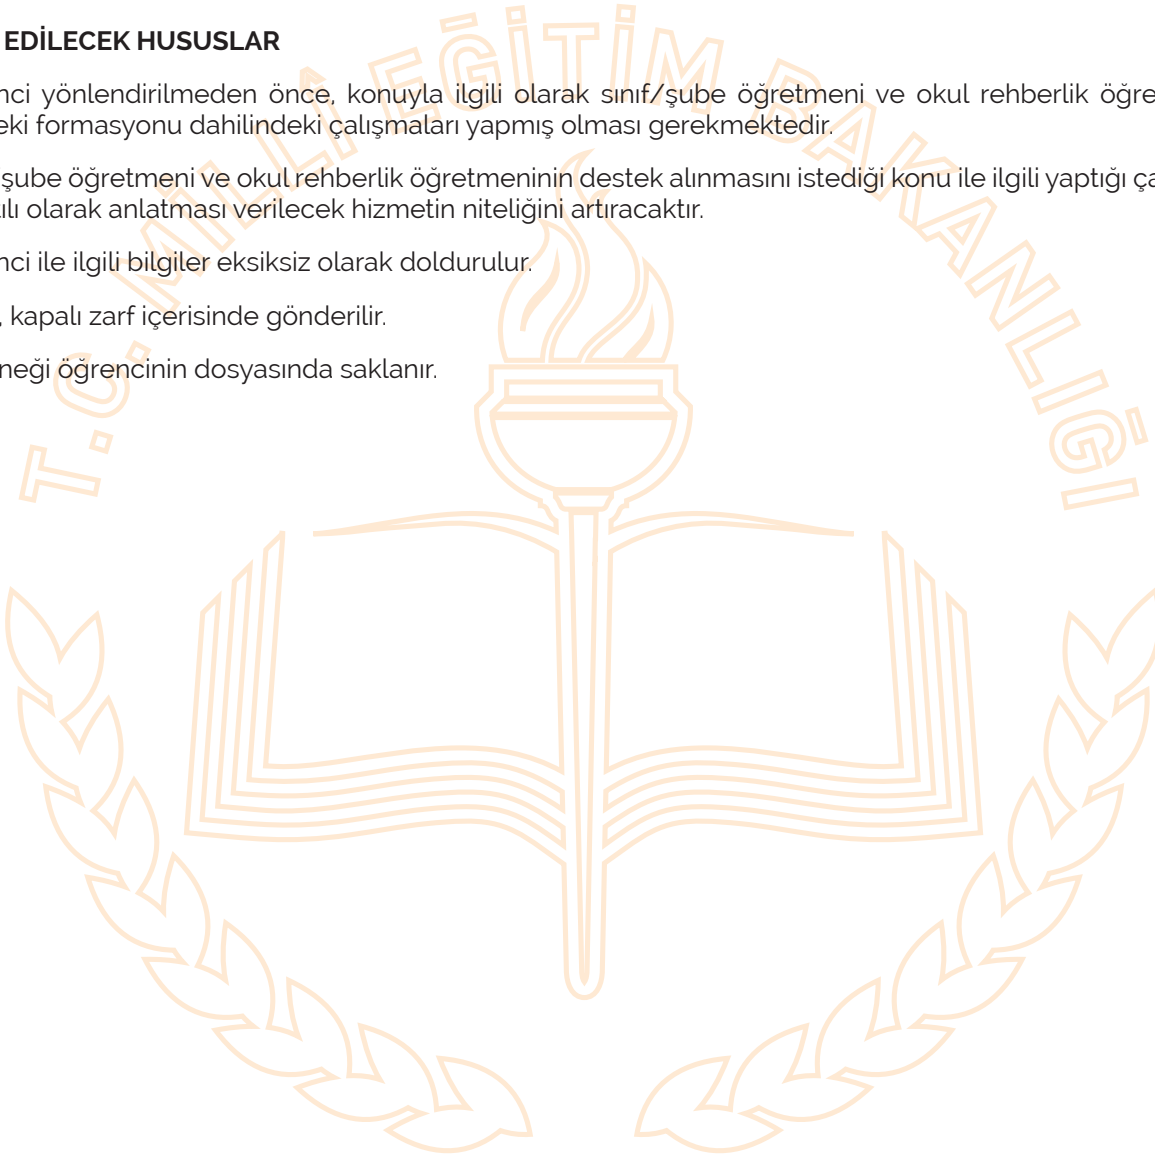 EDİLECEK HUSUSLAR
nci yönlendirilmeden önce, konuyla ilgili olarak sınıf/şube öğretmeni ve okul rehberlik öğre
eki formasyonu dahilindeki çalışmaları yapmış olması gerekmektedir.
şube öğretmeni ve okul rehberlik öğretmeninin destek alınmasını istediği konu ile ilgili yaptığı ça
ılı olarak anlatması verilecek hizmetin niteliğini artıracaktır.
nci ile ilgili bilgiler eksiksiz olarak doldurulur.
, kapalı zarf içerisinde gönderilir.
neği öğrencinin dosyasında saklanır.
T.C. MİLLÎ EĞİTİM BAKANLIĞI